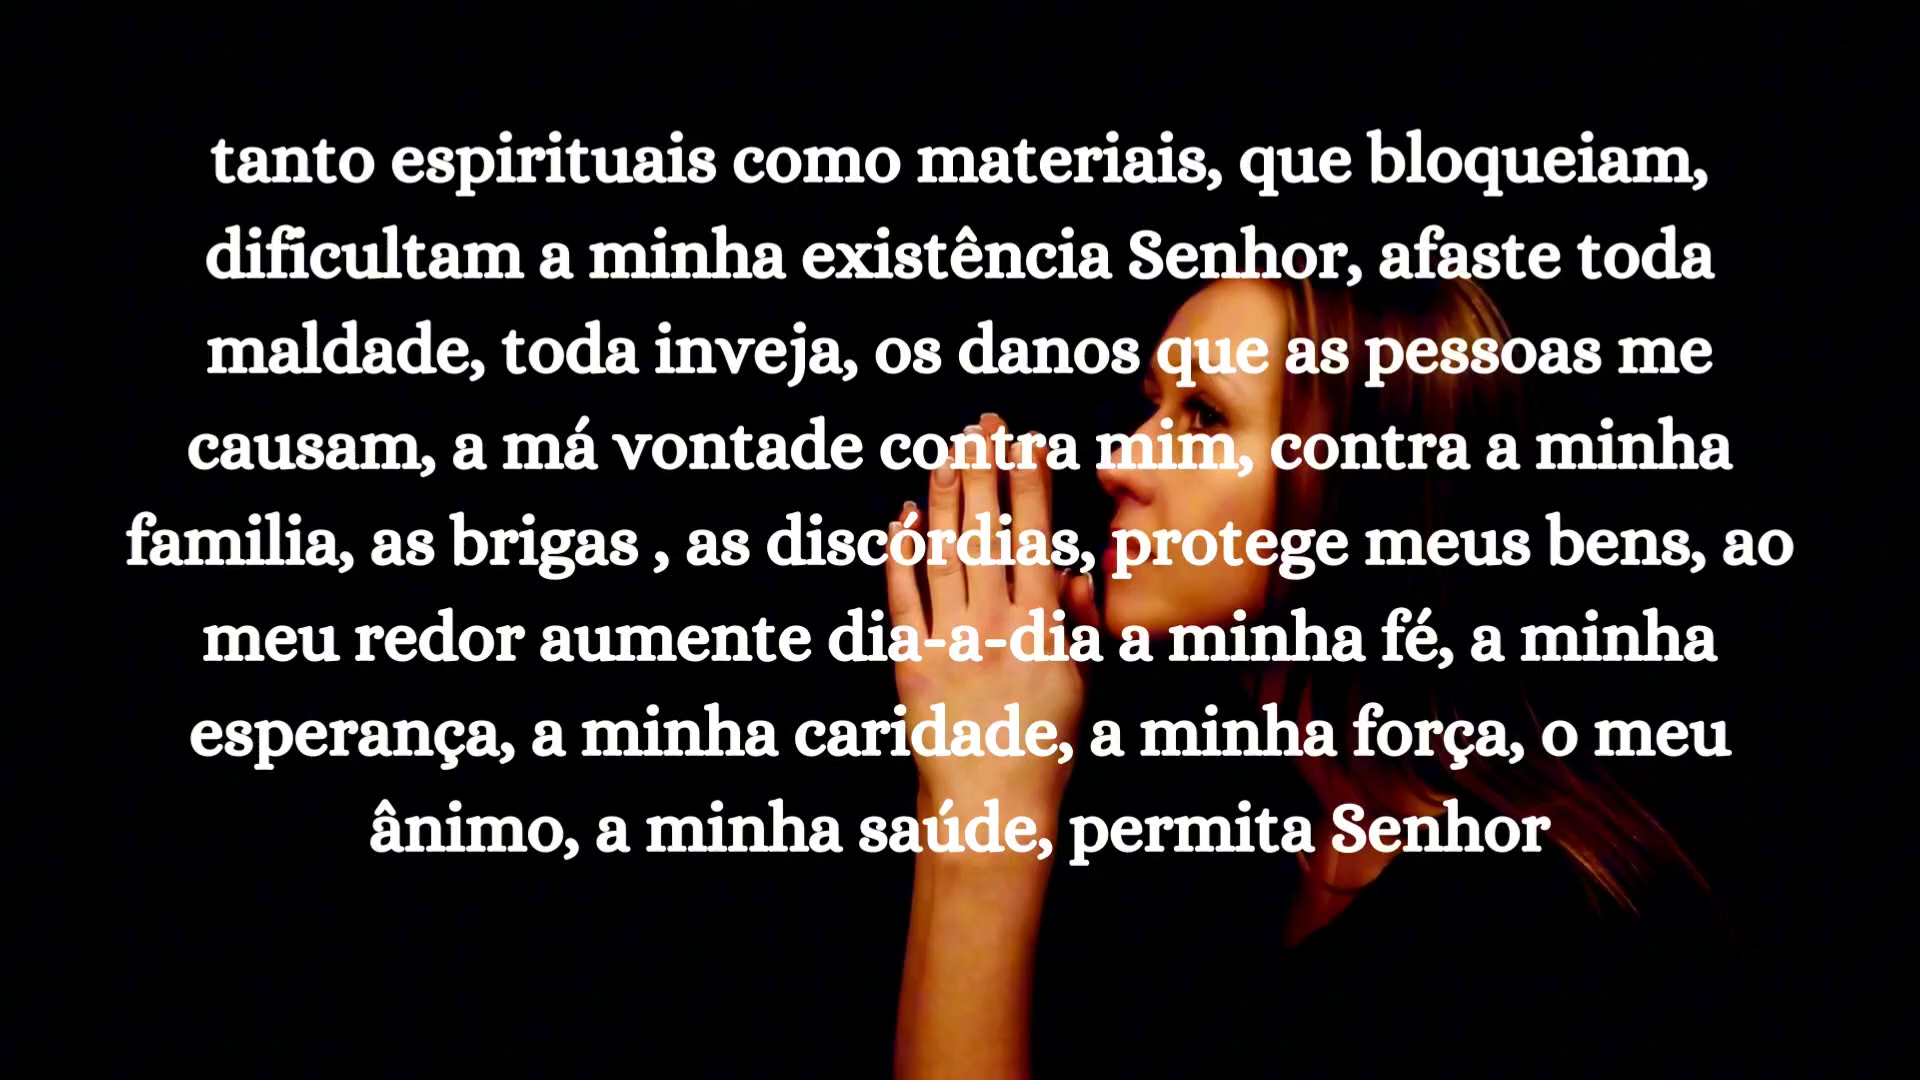 tanto espirituais como materiais, que bloqueiam,
dificultam a minha existência Senhor, afaste toda
maldade, toda inveja, os danos que as pessoas me
causam, a má vontade contra mim, contra a minha
familia, as brigas , as discórdias, protege meus bens, ao
meu redor aumente dia-a-dia a minha fé, a minha
esperança, a minha caridade, a minha força, o meu
ânimo, a minha saúde, permita Senhor